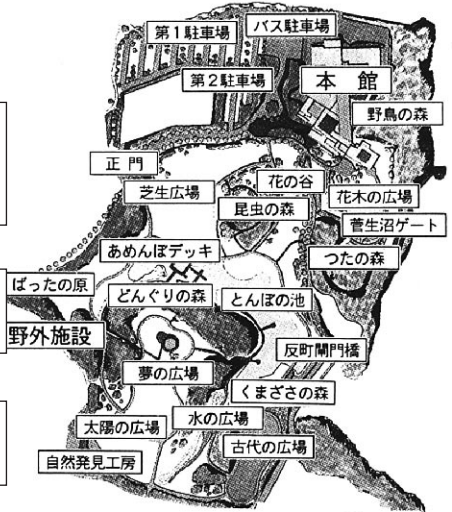 第1駐車場
バス駐車場
第2駐車場
本館
野鳥の森
正門
花の谷
芝生広場
花木の広場
昆虫の森
菅生沼ゲート
あめんぼデッキ
つたの森
ばったの原
どんぐりの森
とんぼの池
野外施設
反町閘門橋
夢の広場
くまざさの森
水の広場
太陽の広場
古代の広場
自然発見工房